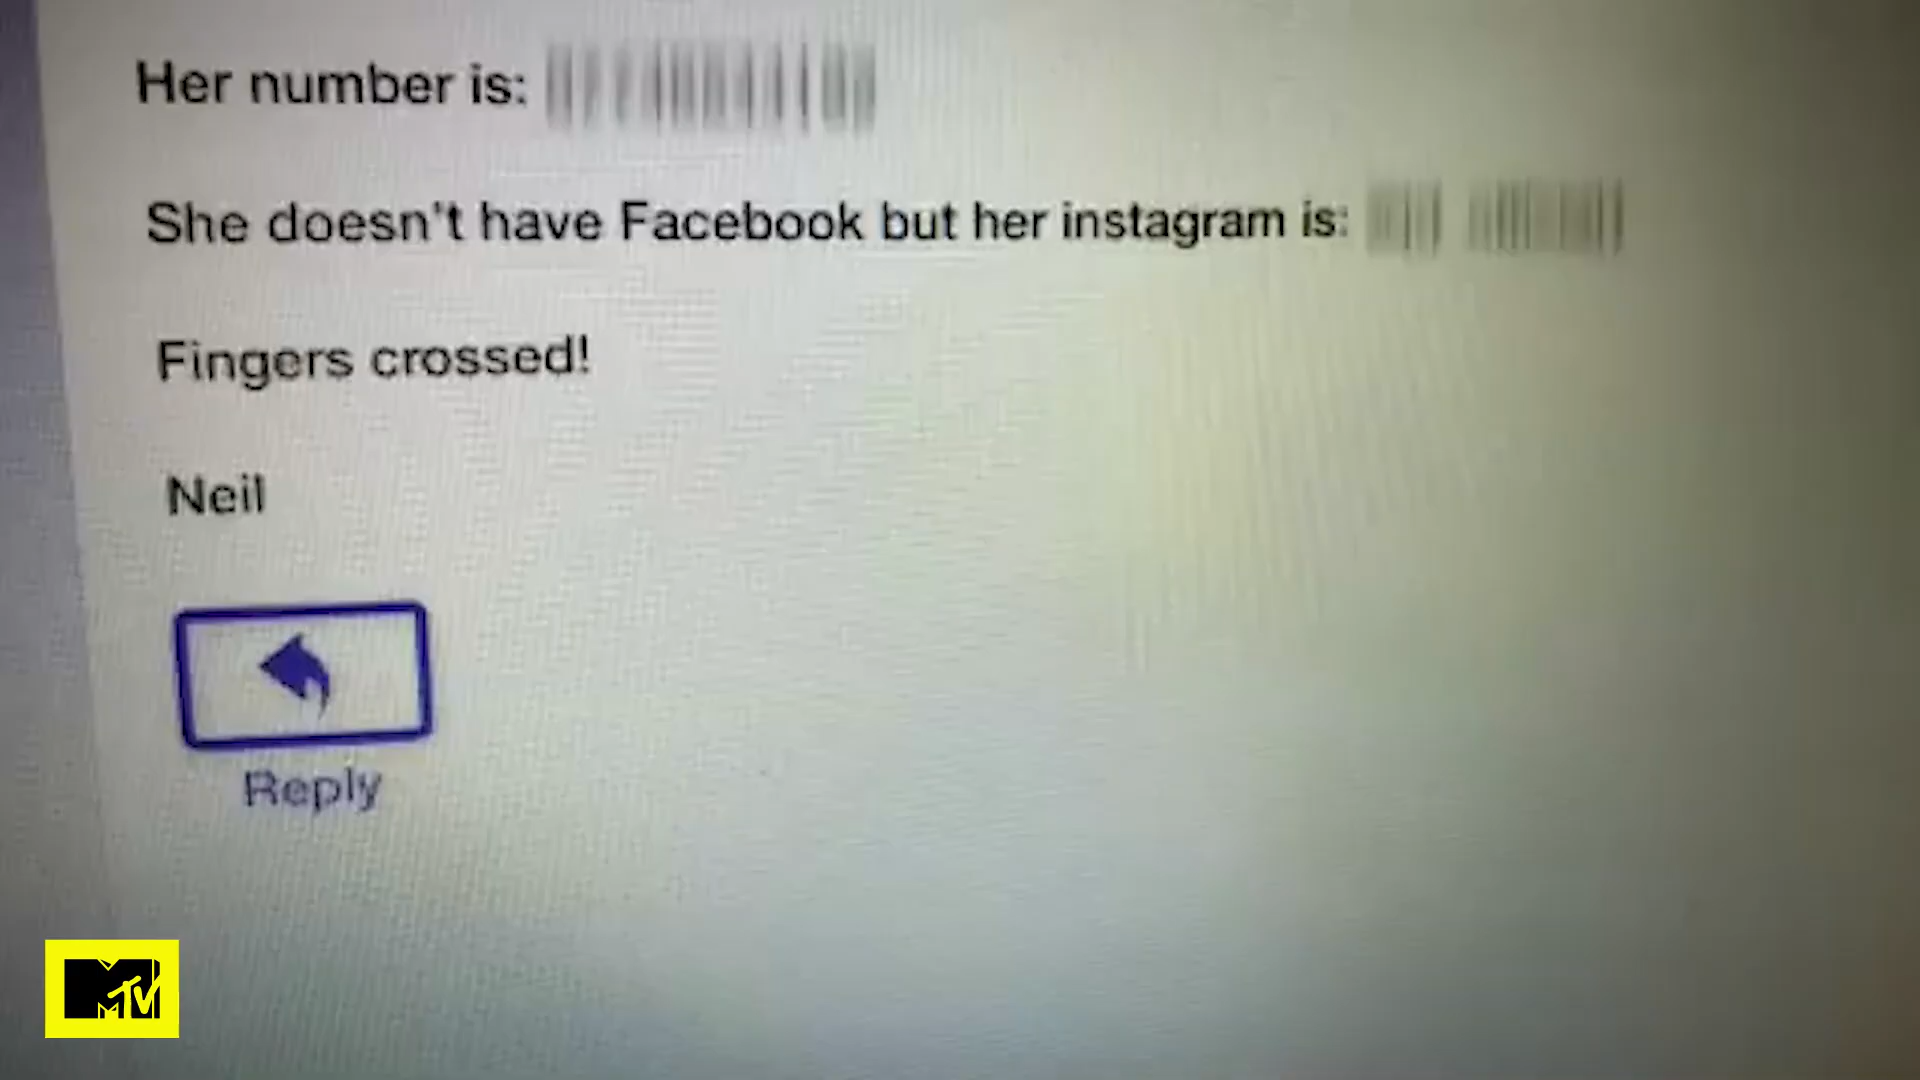 Her number is:
She doesn't have Facebook but her instagram is:
Fingers crossed!
Neil
Reply
MTV